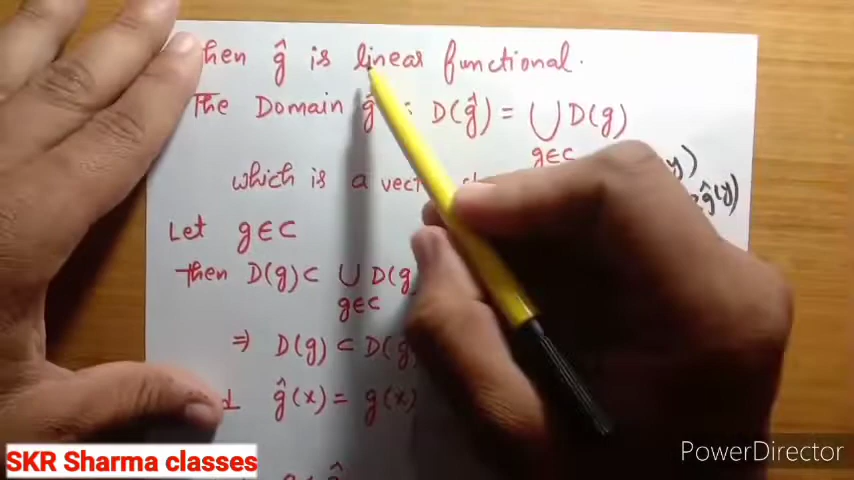 hen ĝ is linear functional.
The Domain ĝ : D(ĝ) = ∪ D(g)
g∈C
which is a vect
y)
ĝ(y)
Let g∈C
Then D(g) ⊂ ∪ D(g
g∈C
⇒ D(g) ⊂ D(g
ĝ(x) = g(x)
SKR Sharma classes
PowerDirector